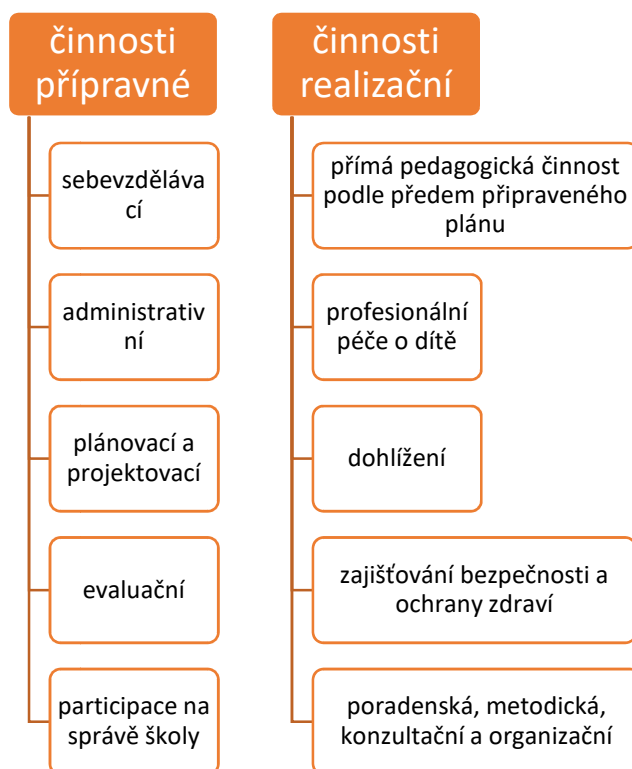 činnosti
přípravné
sebevzděláva
cí
administrativ
ní
plánovací a
projektovací
evaluační
participace na
správě školy
činnosti
realizační
přímá pedagogická činnost
podle předem připraveného
plánu
profesionální
péče o dítě
dohlížení
zajišťování bezpečnosti a
ochrany zdraví
poradenská, metodická,
konzultační a organizační